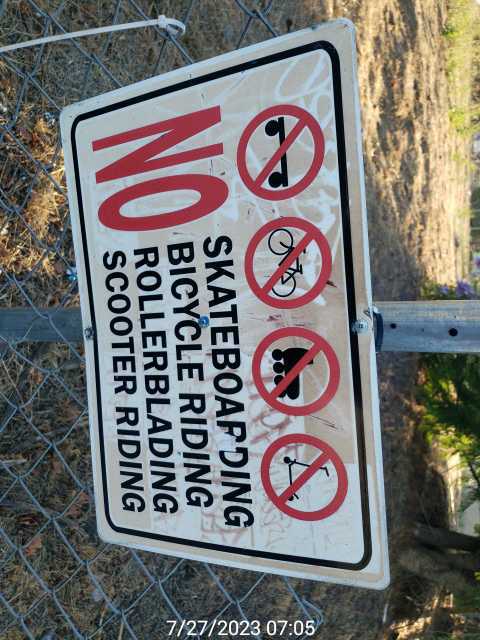 NO
SKATEBOARDING
BICYCLE RIDING
ROLLERBLADING
SCOOTER RIDING
7/27/2023 07:05